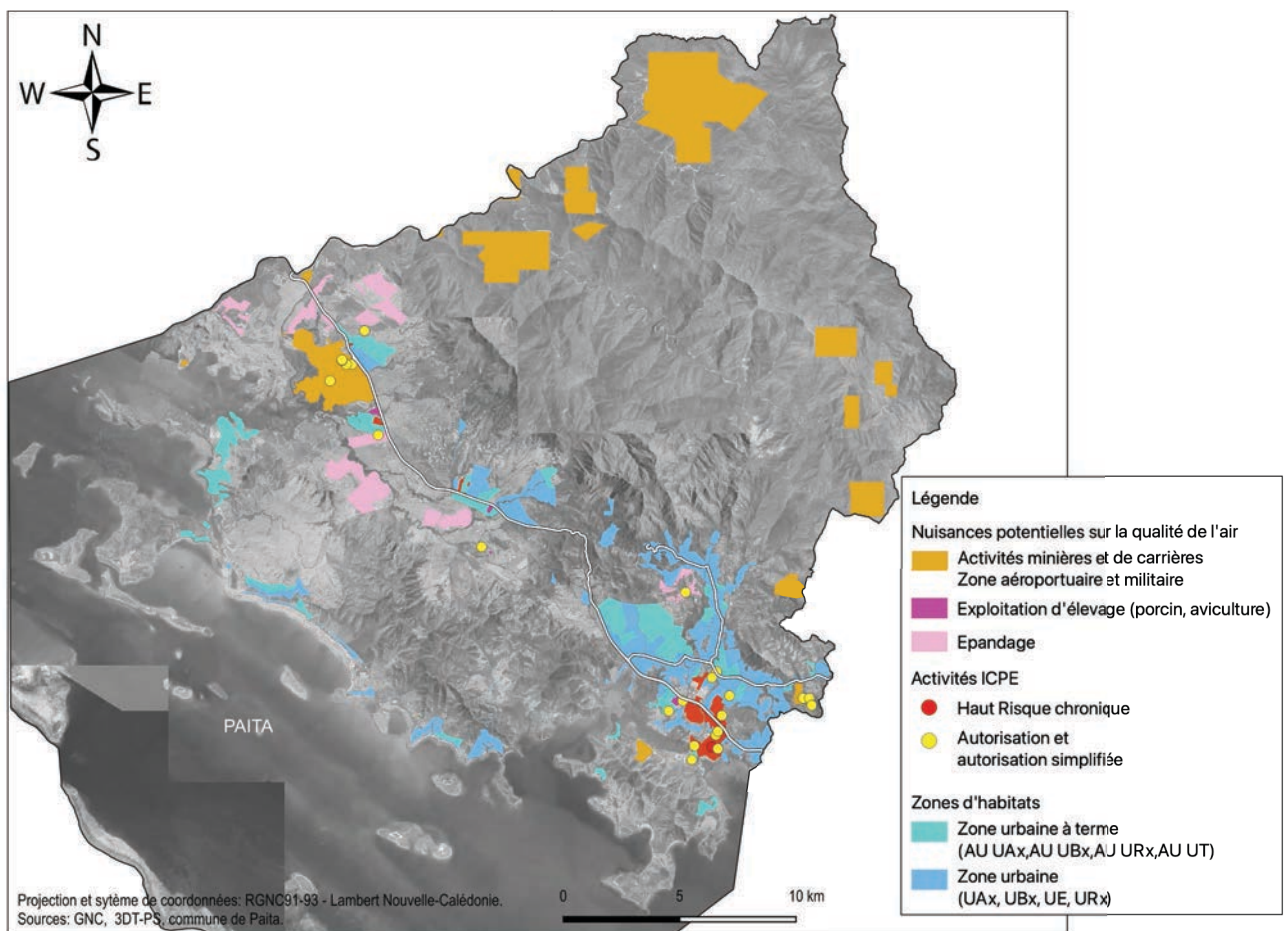 N
W E
S
PAITA
Légende
Nuisances potentielles sur la qualité de l'air
Activités minières et de carrières
Zone aéroportuaire et militaire
Exploitation d'élevage (porcin, aviculture)
Epandage
Activités ICPE
Haut Risque chronique
Autorisation et
autorisation simplifiée
Zones d'habitats
Zone urbaine à terme
(AU UAx,AU UBx,AU URx,AU UT)
Zone urbaine
(UAx, UBx, UE, URx)
0 5 10 km
Projection et sytème de coordonnées: RGNC91-93 - Lambert Nouvelle-Calédonie.
Sources: GNC, 3DT-PS, commune de Paita.